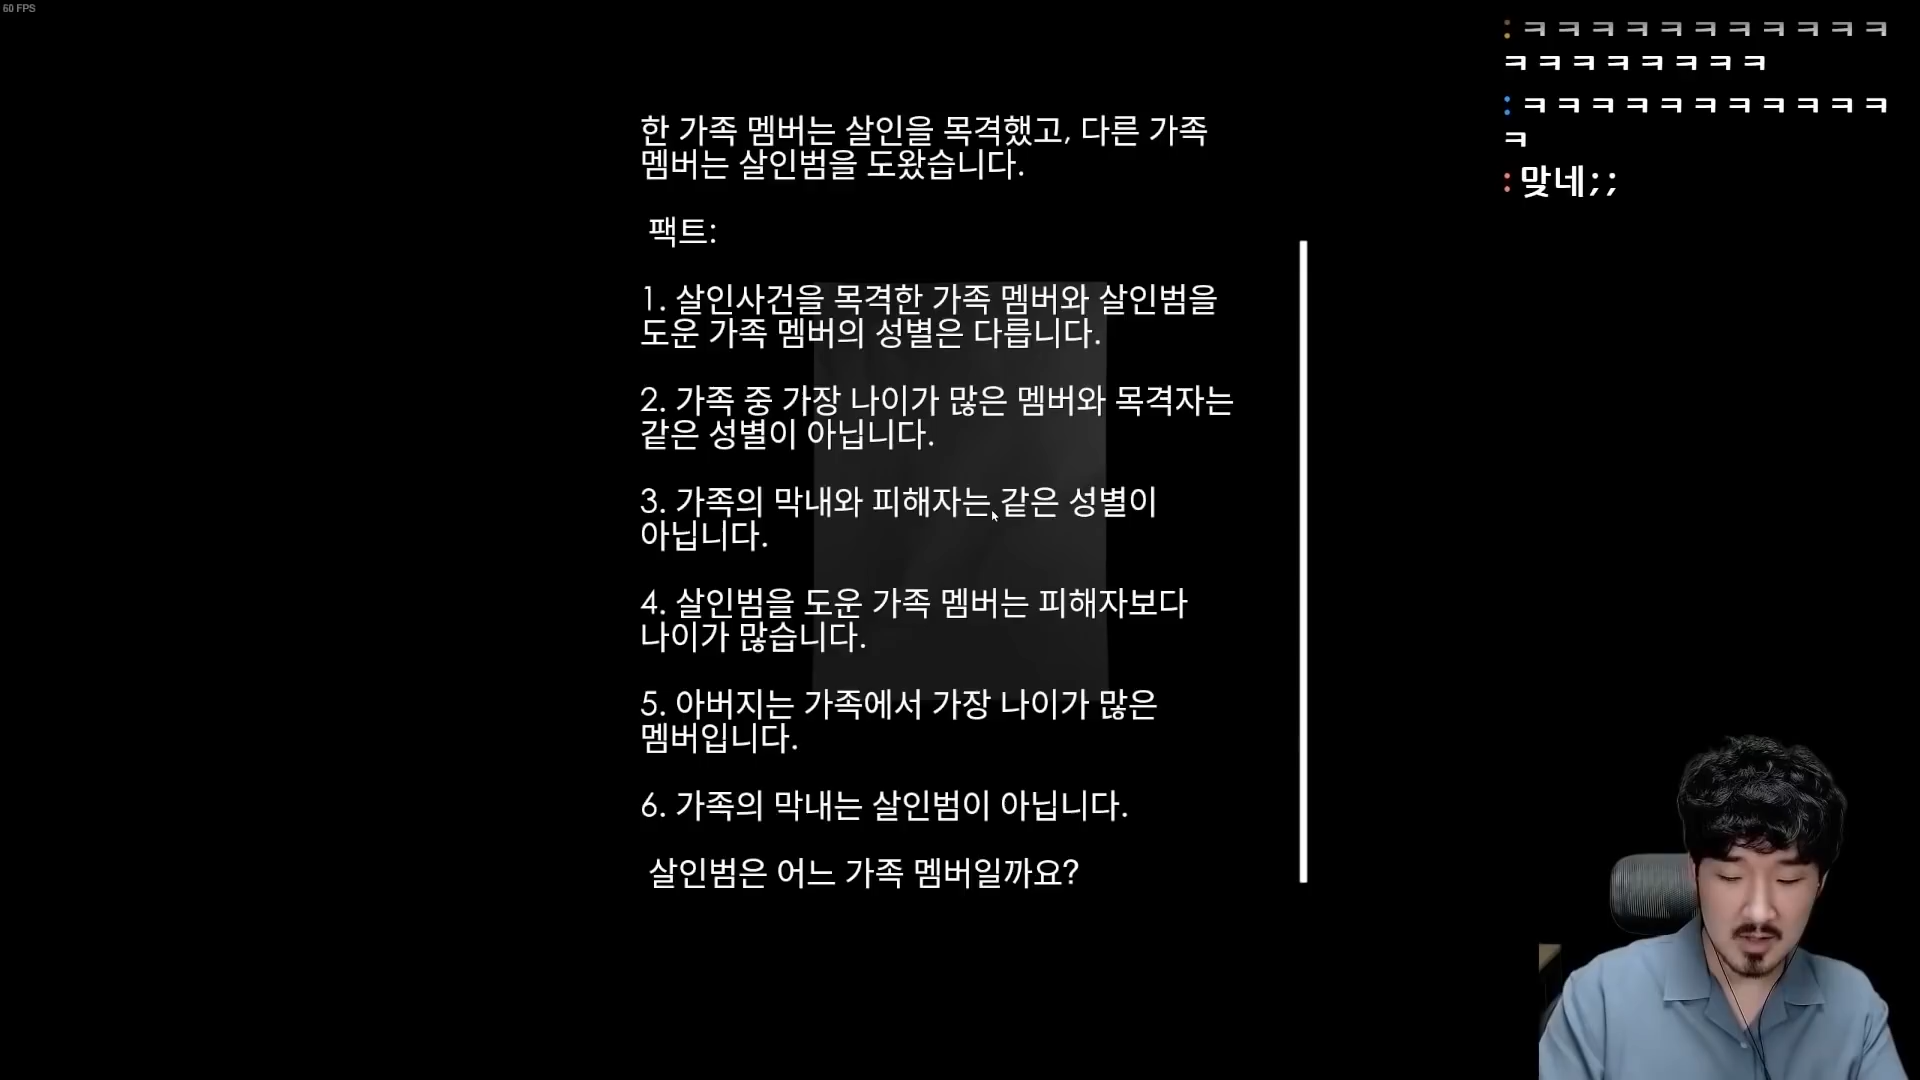 60 FPS
한 가족 멤버는 살인을 목격했고, 다른 가족
멤버는 살인범을 도왔습니다.
팩트:
1. 살인사건을 목격한 가족 멤버와 살인범을
도운 가족 멤버의 성별은 다릅니다.
2. 가족 중 가장 나이가 많은 멤버와 목격자는
같은 성별이 아닙니다.
3. 가족의 막내와 피해자는 같은 성별이
아닙니다.
4. 살인범을 도운 가족 멤버는 피해자보다
나이가 많습니다.
5. 아버지는 가족에서 가장 나이가 많은
멤버입니다.
6. 가족의 막내는 살인범이 아닙니다.
살인범은 어느 가족 멤버일까요?
: ㅋㅋㅋㅋㅋㅋㅋㅋㅋㅋㅋ
ㅋㅋㅋㅋㅋㅋㅋㅋ
: ㅋㅋㅋㅋㅋㅋㅋㅋㅋㅋㅋ
ㅋ
: 맞네;;